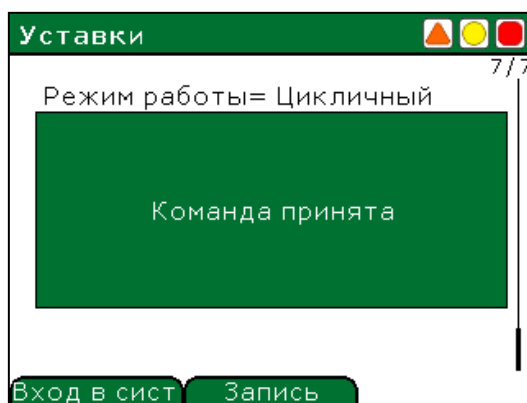 Уставки
7/7
Режим работы= Цикличный
Команда принята
Вход в сист
Запись